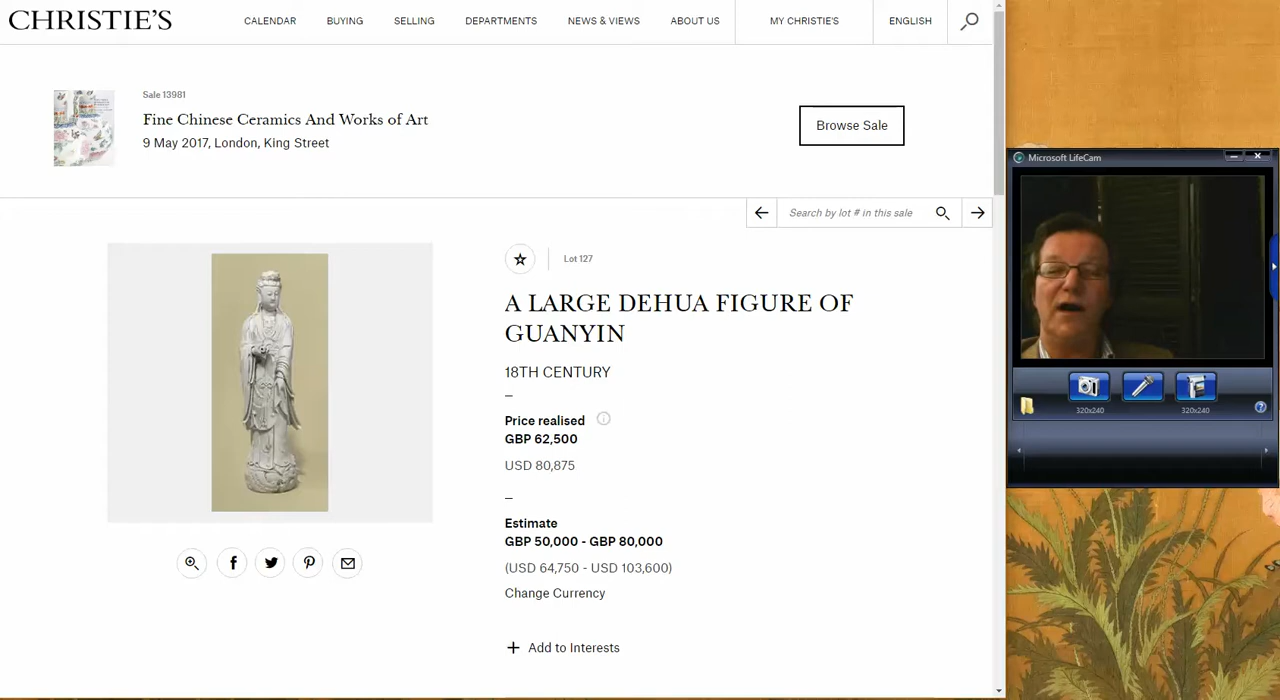 CHRISTIE'S
CALENDAR BUYING SELLING DEPARTMENTS NEWS & VIEWS ABOUT US MY CHRISTIE'S ENGLISH
Sale 13981
Fine Chinese Ceramics And Works of Art
9 May 2017, London, King Street
Browse Sale
Search by lot # in this sale
Lot 127
A LARGE DEHUA FIGURE OF
GUANYIN
18TH CENTURY
–
Price realised
GBP 62,500
USD 80,875
–
Estimate
GBP 50,000 - GBP 80,000
(USD 64,750 - USD 103,600)
Change Currency
+ Add to Interests
Microsoft LifeCam
320x240 320x240